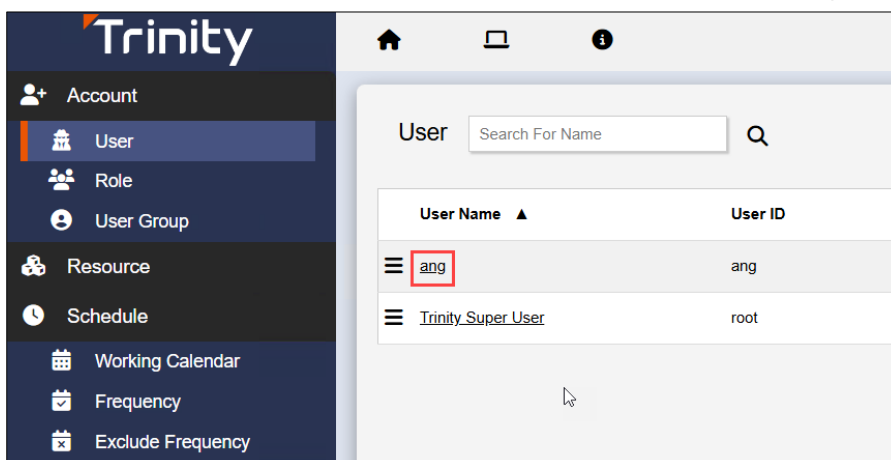 Trinity
Account
User
Role
User Group
Resource
Schedule
Working Calendar
Frequency
Exclude Frequency
User
Search For Name
User Name ▲
User ID
ang
ang
Trinity Super User
root